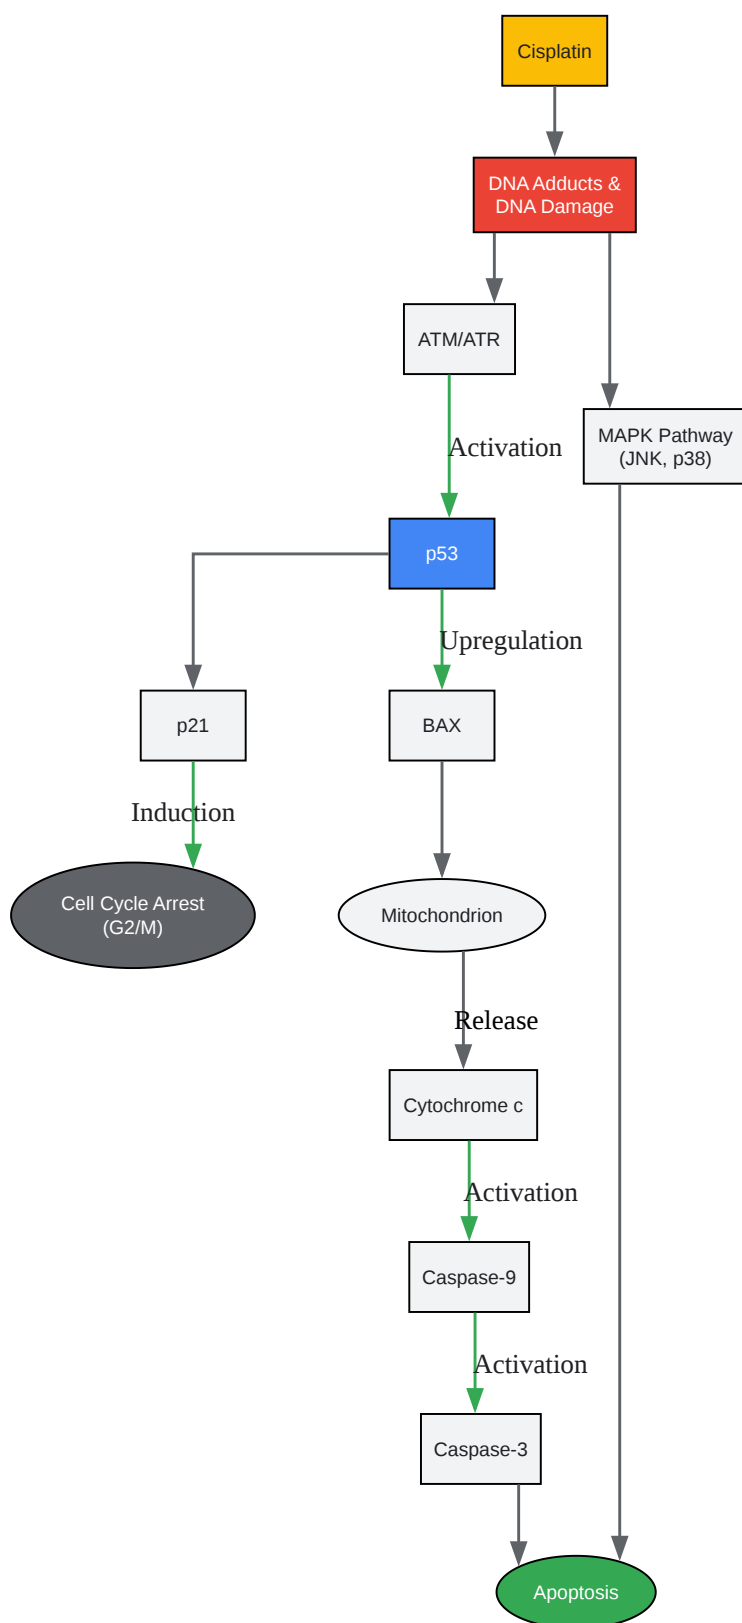 Cisplatin
DNA Adducts &
DNA Damage
ATM/ATR
Activation
MAPK Pathway
(JNK, p38)
p53
Upregulation
p21
BAX
Induction
Cell Cycle Arrest
(G2/M)
Mitochondrion
Release
Cytochrome c
Activation
Caspase-9
Activation
Caspase-3
Apoptosis